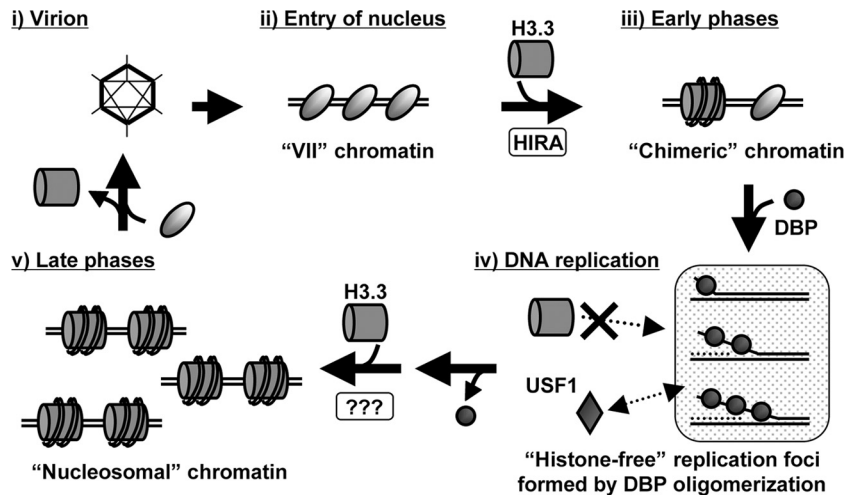 i) Virion
ii) Entry of nucleus
H3.3
iii) Early phases
"VII" chromatin
HIRA
"Chimeric" chromatin
DBP
v) Late phases
iv) DNA replication
H3.3
USF1
???
"Nucleosomal" chromatin
"Histone-free" replication foci
formed by DBP oligomerization